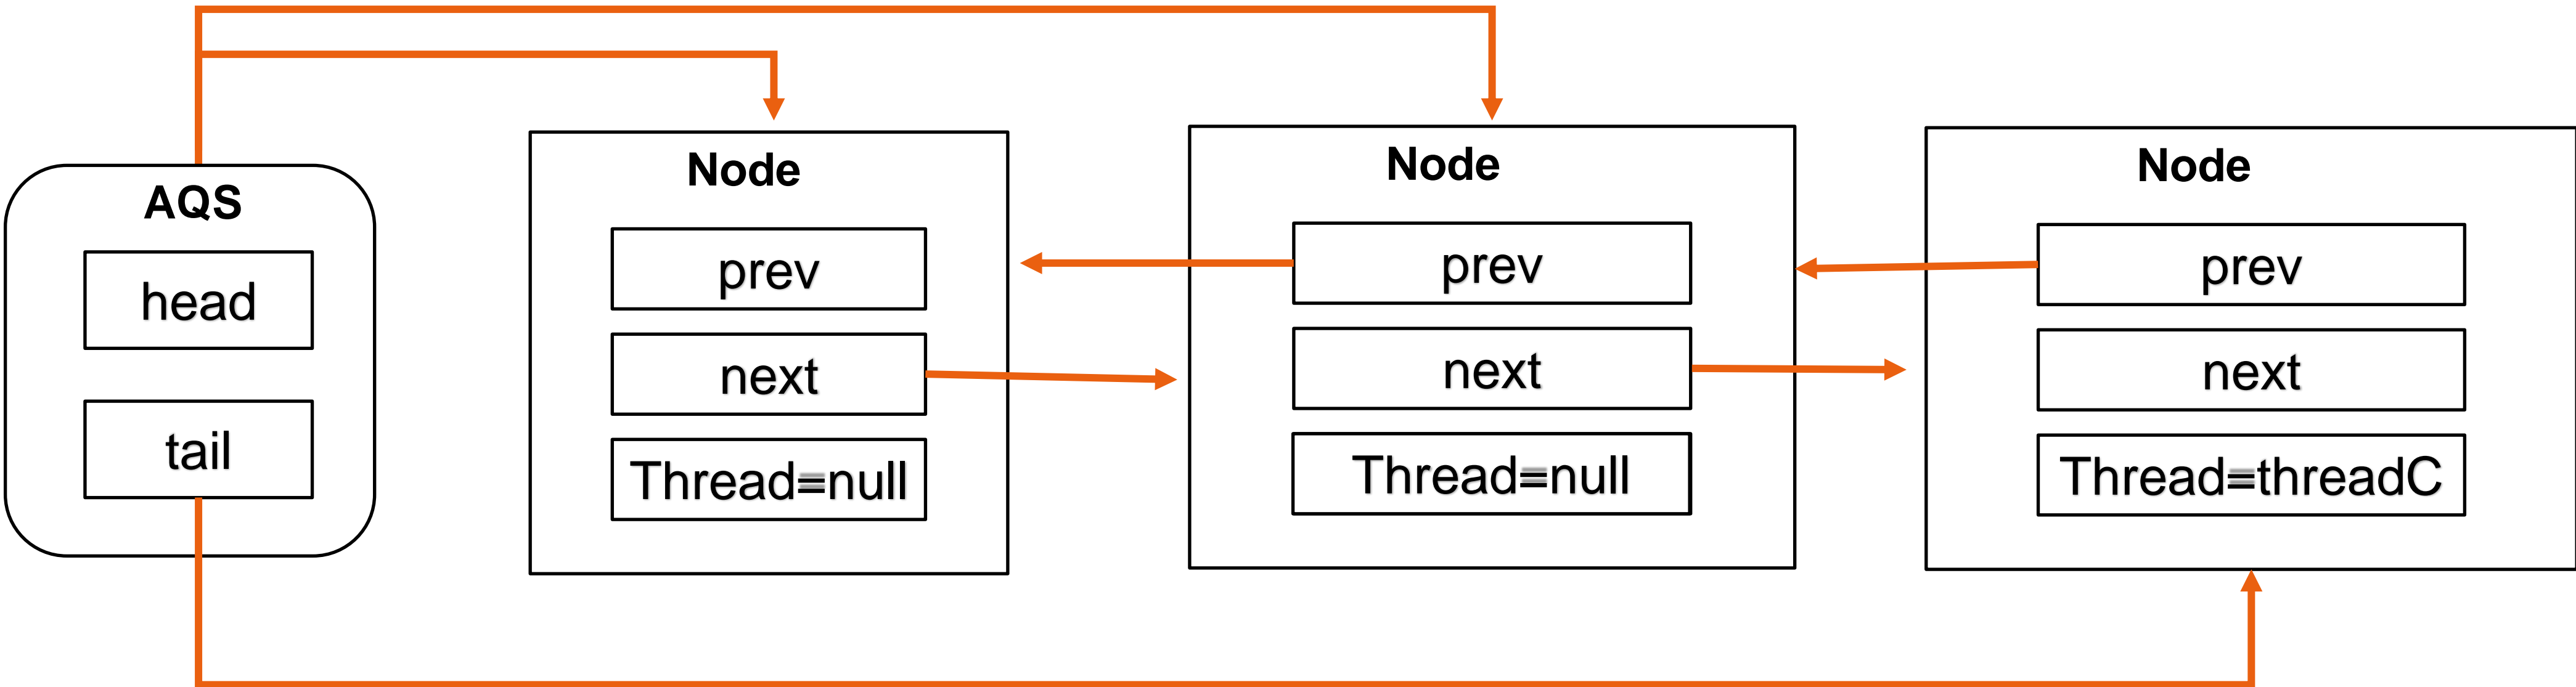 AQS
head
tail
Node
prev
next
Thread=null
Node
prev
next
Thread=null
Node
prev
next
Thread=threadC